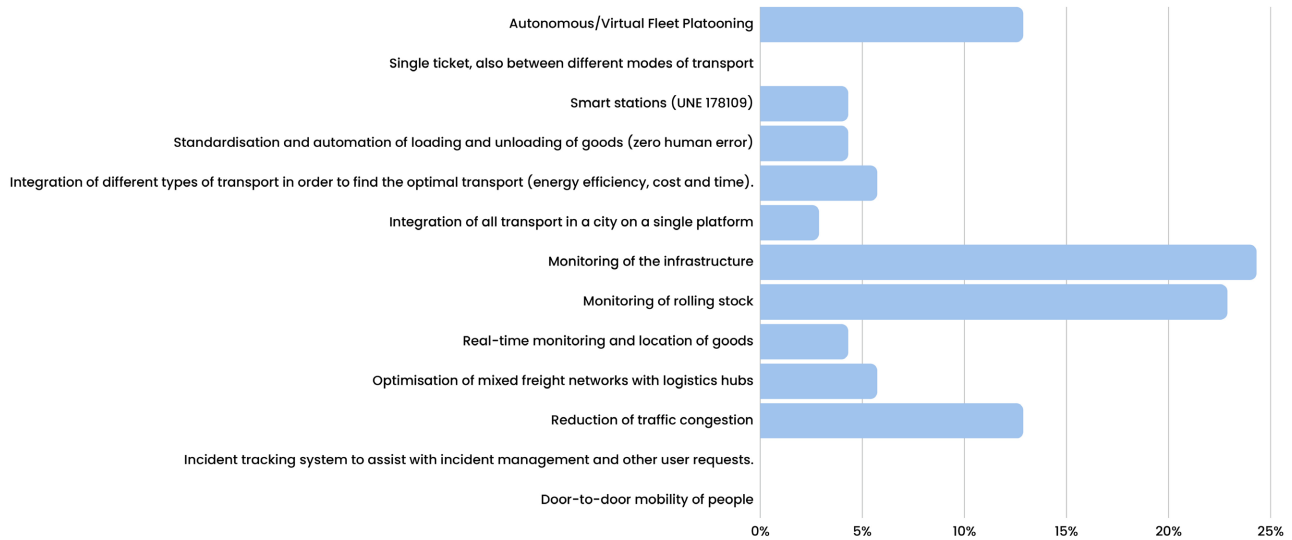 Autonomous/Virtual Fleet Platooning
Single ticket, also between different modes of transport
Smart stations (UNE 178109)
Standardisation and automation of loading and unloading of goods (zero human error)
Integration of different types of transport in order to find the optimal transport (energy efficiency, cost and time).
Integration of all transport in a city on a single platform
Monitoring of the infrastructure
Monitoring of rolling stock
Real-time monitoring and location of goods
Optimisation of mixed freight networks with logistics hubs
Reduction of traffic congestion
Incident tracking system to assist with incident management and other user requests.
Door-to-door mobility of people
0% 5% 10% 15% 20% 25%